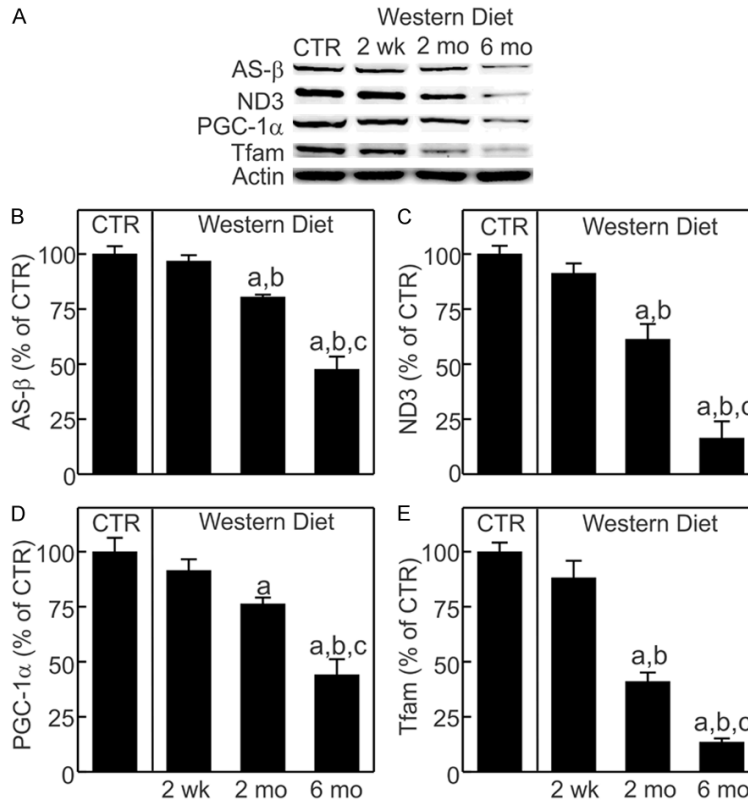 A
Western Diet
CTR 2 wk 2 mo 6 mo
AS-β
ND3
PGC-1α
Tfam
Actin
B
CTR Western Diet
100
75
50
25
0
AS-β (% of CTR)
a,b
a,b,c
C
CTR Western Diet
100
75
50
25
0
ND3 (% of CTR)
a,b
a,b,c
D
CTR Western Diet
100
75
50
25
0
PGC-1α (% of CTR)
a
a,b,c
2 wk 2 mo 6 mo
E
CTR Western Diet
100
75
50
25
0
Tfam (% of CTR)
a,b
a,b,c
2 wk 2 mo 6 mo